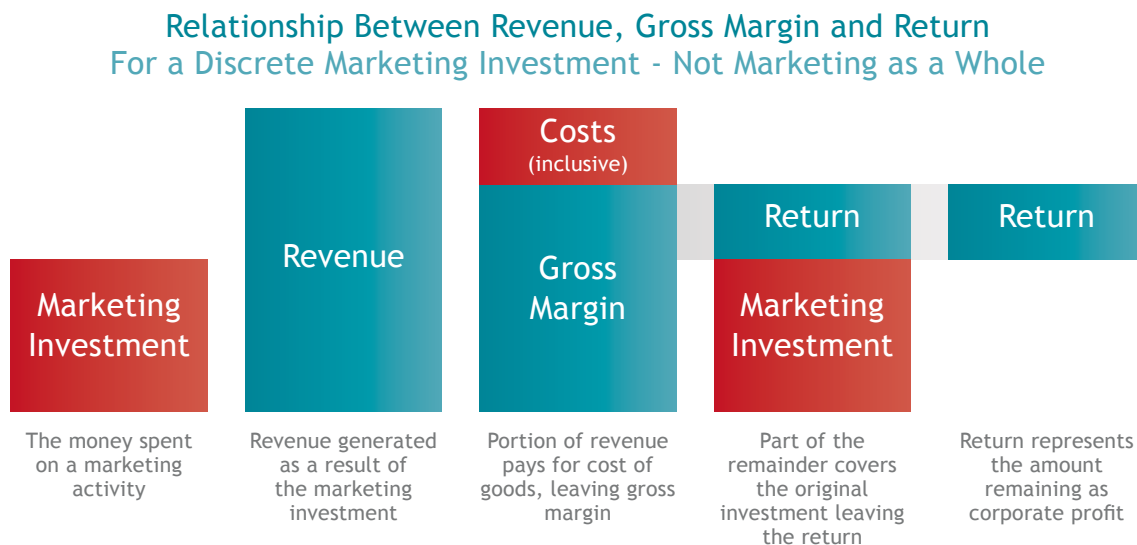 Relationship Between Revenue, Gross Margin and Return
For a Discrete Marketing Investment - Not Marketing as a Whole
Marketing
Investment
The money spent
on a marketing
activity
Revenue
Revenue generated
as a result of
the marketing
investment
Costs
(inclusive)
Gross
Margin
Portion of revenue
pays for cost of
goods, leaving gross
margin
Return
Marketing
Investment
Part of the
remainder covers
the original
investment leaving
the return
Return
Return represents
the amount
remaining as
corporate profit